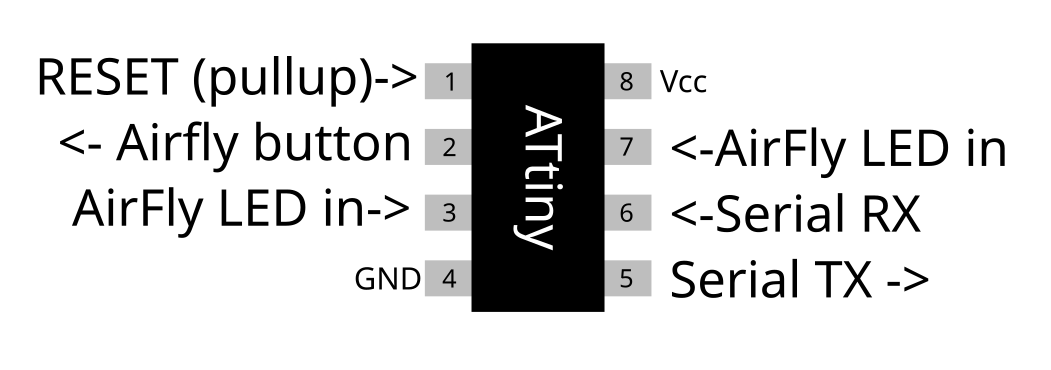 RESET (pullup)-> 1 8 Vcc
<- Airfly button 2 7 <-AirFly LED in
AirFly LED in-> 3 6 <-Serial RX
GND 4 5 Serial TX ->
ATtiny